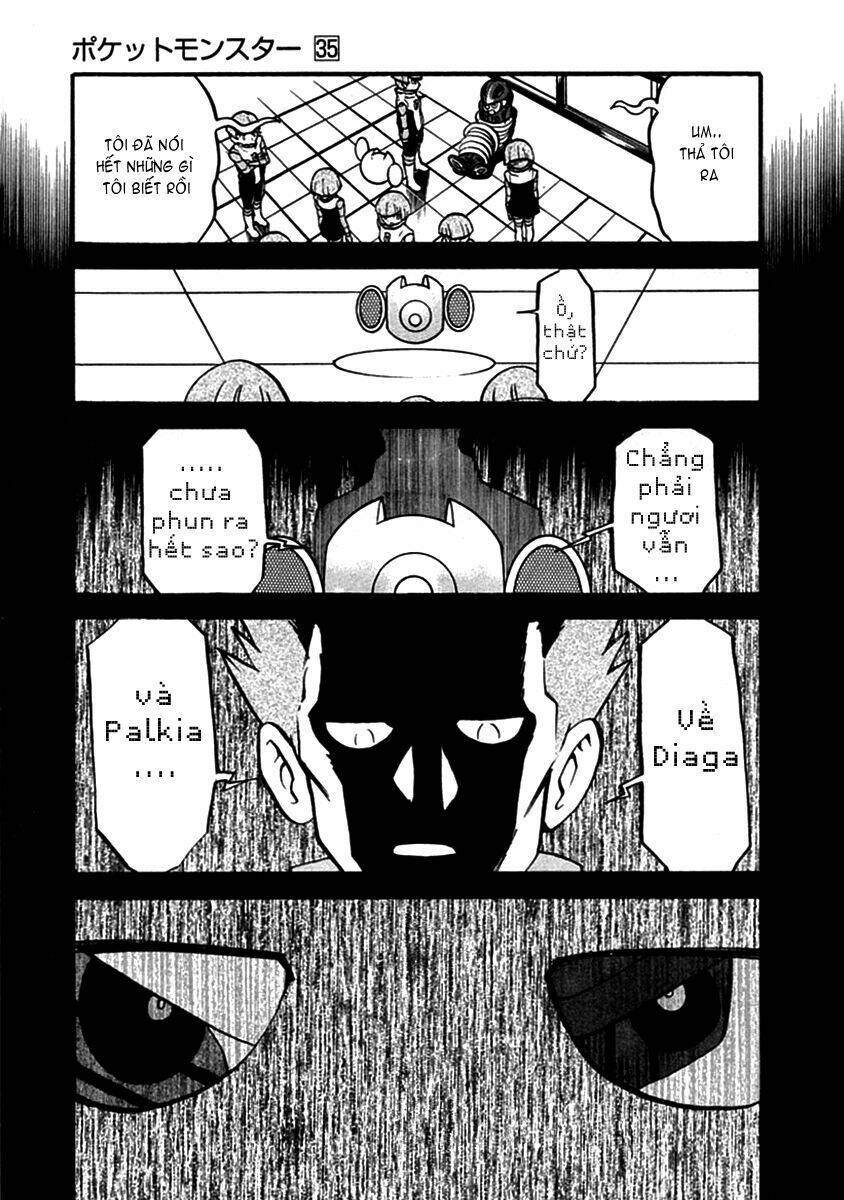 ポケットモンスター 35
UM..
THẢ TÔI
RA
TÔI ĐÃ NÓI
HẾT NHỮNG GÌ
TÔI BIẾT RỒI
Ồ,
thật
chứ?
Chẳng
phải
ngươi
vẫn
...
.....
chưa
phun ra
hết sao?
Về
Diaga
và
Palkia
....